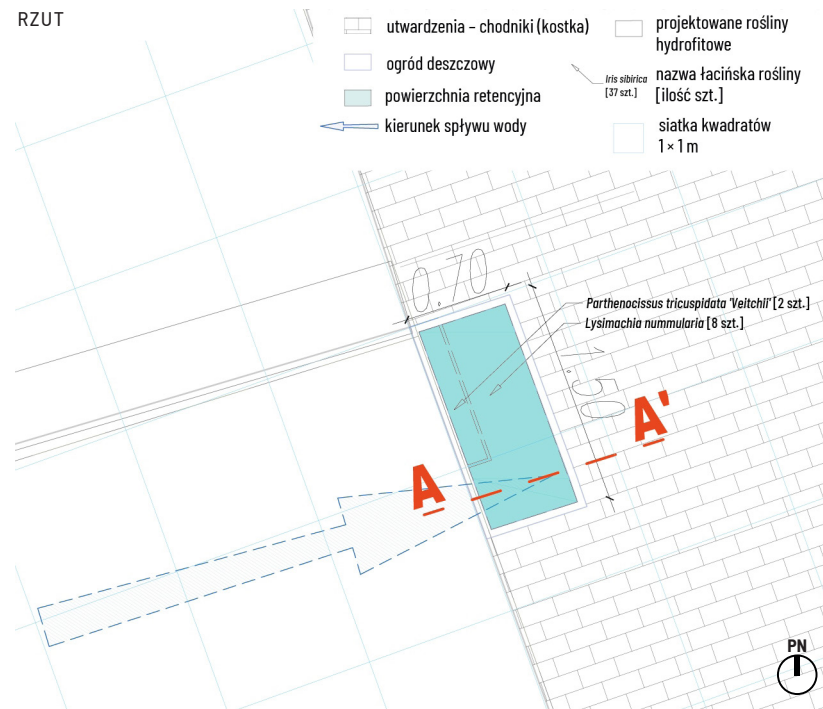 RZUT
utwardzenia – chodniki (kostka)
ogród deszczowy
powierzchnia retencyjna
kierunek spływu wody
projektowane rośliny
hydrofitowe
Iris sibirica
[37 szt.]
nazwa łacińska rośliny
[ilość szt.]
siatka kwadratów
1 × 1 m
0.70
Parthenocissus tricuspidata 'Veitchii' [2 szt.]
Lysimachia nummularia [8 szt.]
1.50
A'
A
PN